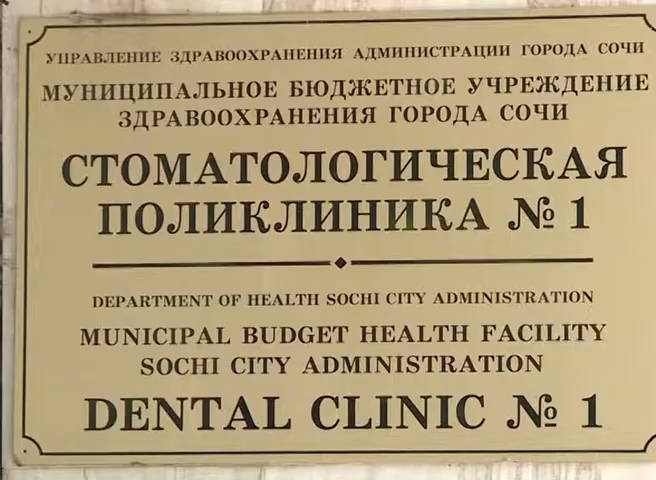 УПРАВЛЕНИЕ ЗДРАВООХРАНЕНИЯ АДМИНИСТРАЦИИ ГОРОДА СОЧИ
МУНИЦИПАЛЬНОЕ БЮДЖЕТНОЕ УЧРЕЖДЕНИЕ
ЗДРАВООХРАНЕНИЯ ГОРОДА СОЧИ
СТОМАТОЛОГИЧЕСКАЯ
ПОЛИКЛИНИКА № 1
DEPARTMENT OF HEALTH SOCHI CITY ADMINISTRATION
MUNICIPAL BUDGET HEALTH FACILITY
SOCHI CITY ADMINISTRATION
DENTAL CLINIC № 1